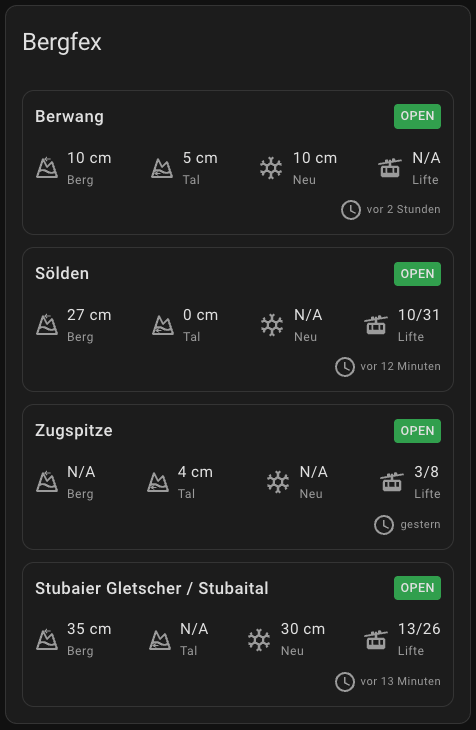 Bergfex
Berwang OPEN
10 cm 5 cm 10 cm N/A
Berg Tal Neu Lifte
vor 2 Stunden
Sölden OPEN
27 cm 0 cm N/A 10/31
Berg Tal Neu Lifte
vor 12 Minuten
Zugspitze OPEN
N/A 4 cm N/A 3/8
Berg Tal Neu Lifte
gestern
Stubaier Gletscher / Stubaital OPEN
35 cm N/A 30 cm 13/26
Berg Tal Neu Lifte
vor 13 Minuten